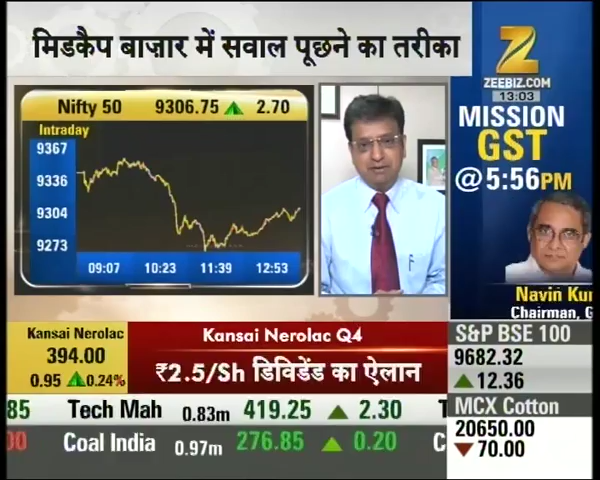 मिडकैप बाज़ार में सवाल पूछने का तरीका
Z
ZEEBIZ.COM
13:03
MISSION
GST
@5:56PM
Nifty 50 9306.75 2.70
Intraday
9367
9336
9304
9273
09:07 10:23 11:39 12:53
Navin Kur
Chairman, G
Kansai Nerolac
394.00
0.95 0.24%
Kansai Nerolac Q4
₹2.5/Sh डिविडेंड का ऐलान
S&P BSE 100
9682.32
12.36
MCX Cotton
20650.00
70.00
85 Tech Mah 0.83m 419.25 2.30
00 Coal India 0.97m 276.85 0.20 C